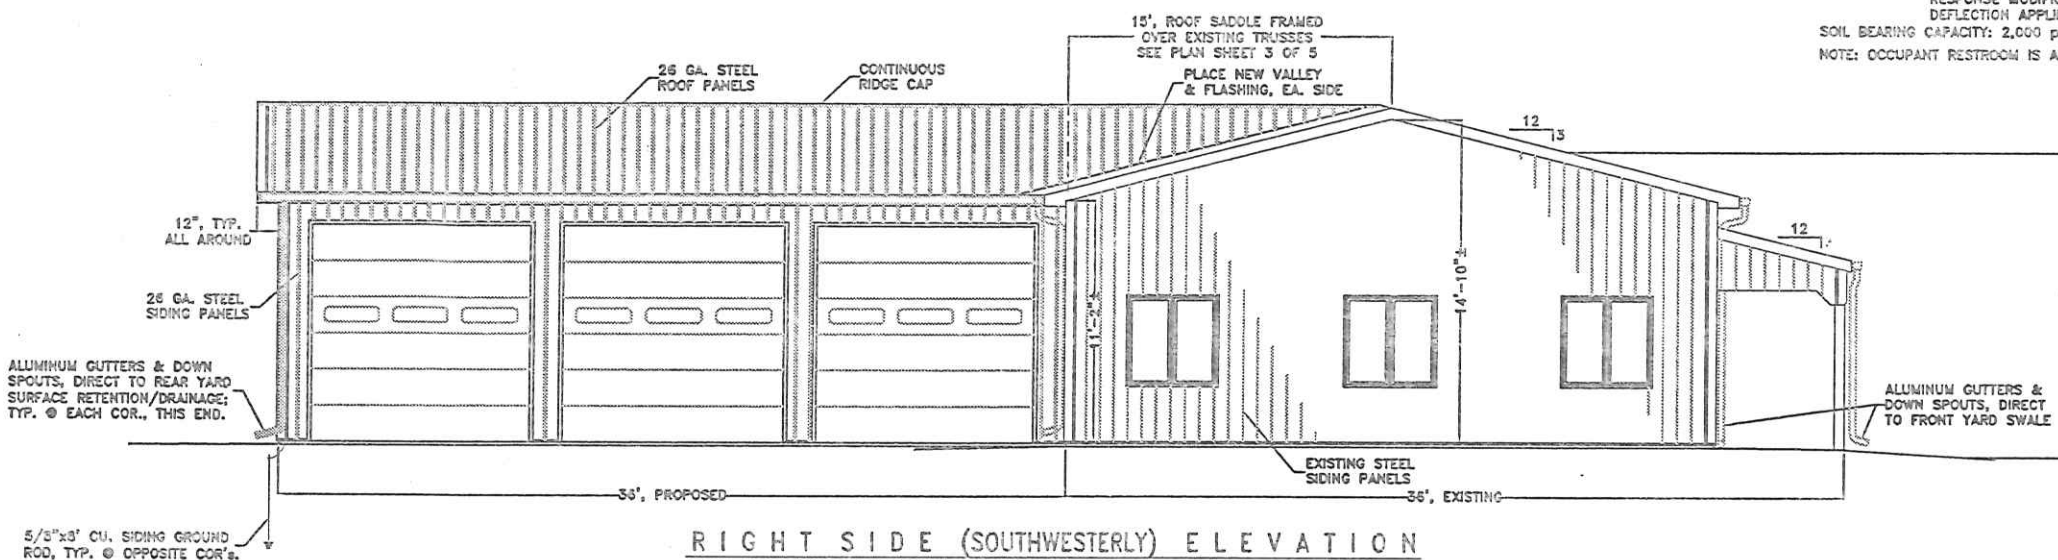 DEFLECTION APPLI
SOIL BEARING CAPACITY: 2,000 p
NOTE: OCCUPANT RESTROOM IS A
15', ROOF SADDLE FRAMED
OVER EXISTING TRUSSES
SEE PLAN SHEET 3 OF 5
26 GA. STEEL
ROOF PANELS
CONTINUOUS
RIDGE CAP
PLACE NEW VALLEY
& FLASHING, EA. SIDE
12
3
12", TYP.
ALL AROUND
12
26 GA. STEEL
SIDING PANELS
11'-2"±
14'-10"±
ALUMINUM GUTTERS & DOWN
SPOUTS, DIRECT TO REAR YARD
SURFACE RETENTION/DRAINAGE;
TYP. @ EACH COR., THIS END.
ALUMINUM GUTTERS &
DOWN SPOUTS, DIRECT
TO FRONT YARD SWALE
EXISTING STEEL
SIDING PANELS
36', PROPOSED
36', EXISTING
5/8"x8' CU. SIDING GROUND
ROD, TYP. @ OPPOSITE COR's.
RIGHT SIDE (SOUTHWESTERLY) ELEVATION